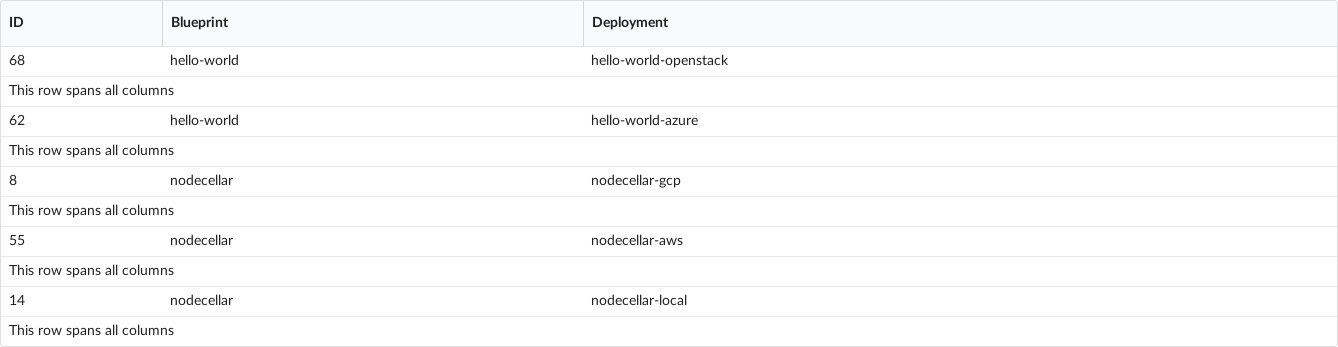 ID Blueprint Deployment
68 hello-world hello-world-openstack
This row spans all columns
62 hello-world hello-world-azure
This row spans all columns
8 nodecellar nodecellar-gcp
This row spans all columns
55 nodecellar nodecellar-aws
This row spans all columns
14 nodecellar nodecellar-local
This row spans all columns